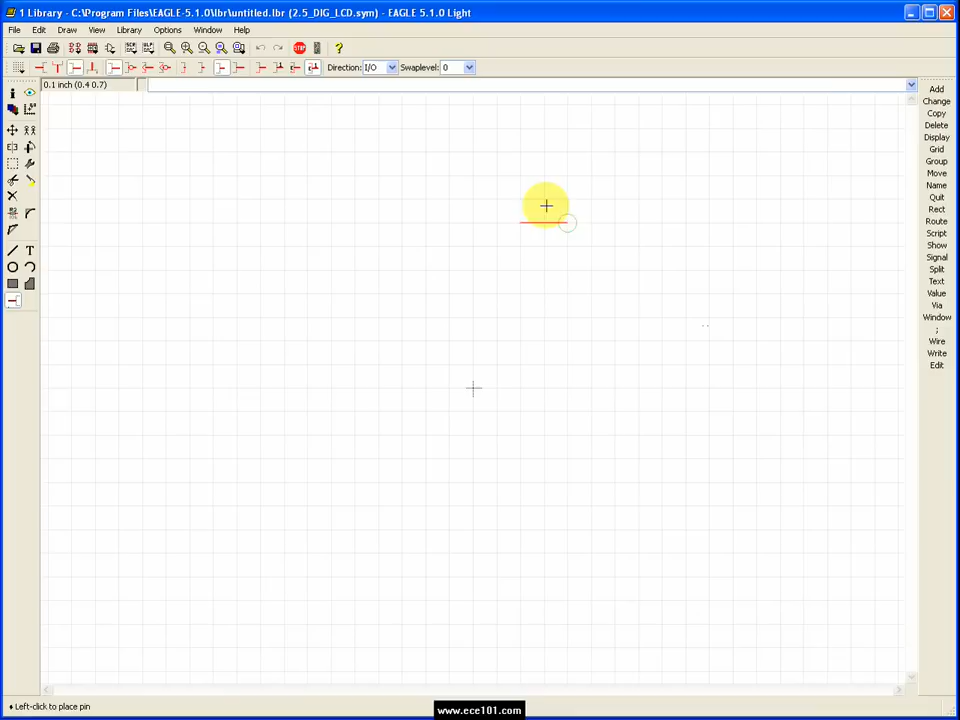 1 Library - C:\Program Files\EAGLE-5.1.0\lbr\untitled.lbr (2.5_DIG_LCD.sym) - EAGLE 5.1.0 Light
File Edit Draw View Library Options Window Help
Direction: I/O Swaplevel: 0
0.1 inch (0.4 0.7)
Add
Change
Copy
Delete
Display
Grid
Group
Move
Name
Quit
Rect
Route
Script
Show
Signal
Split
Text
Value
Via
Window
;
Wire
Write
Edit
Left-click to place pin
www.ece101.com